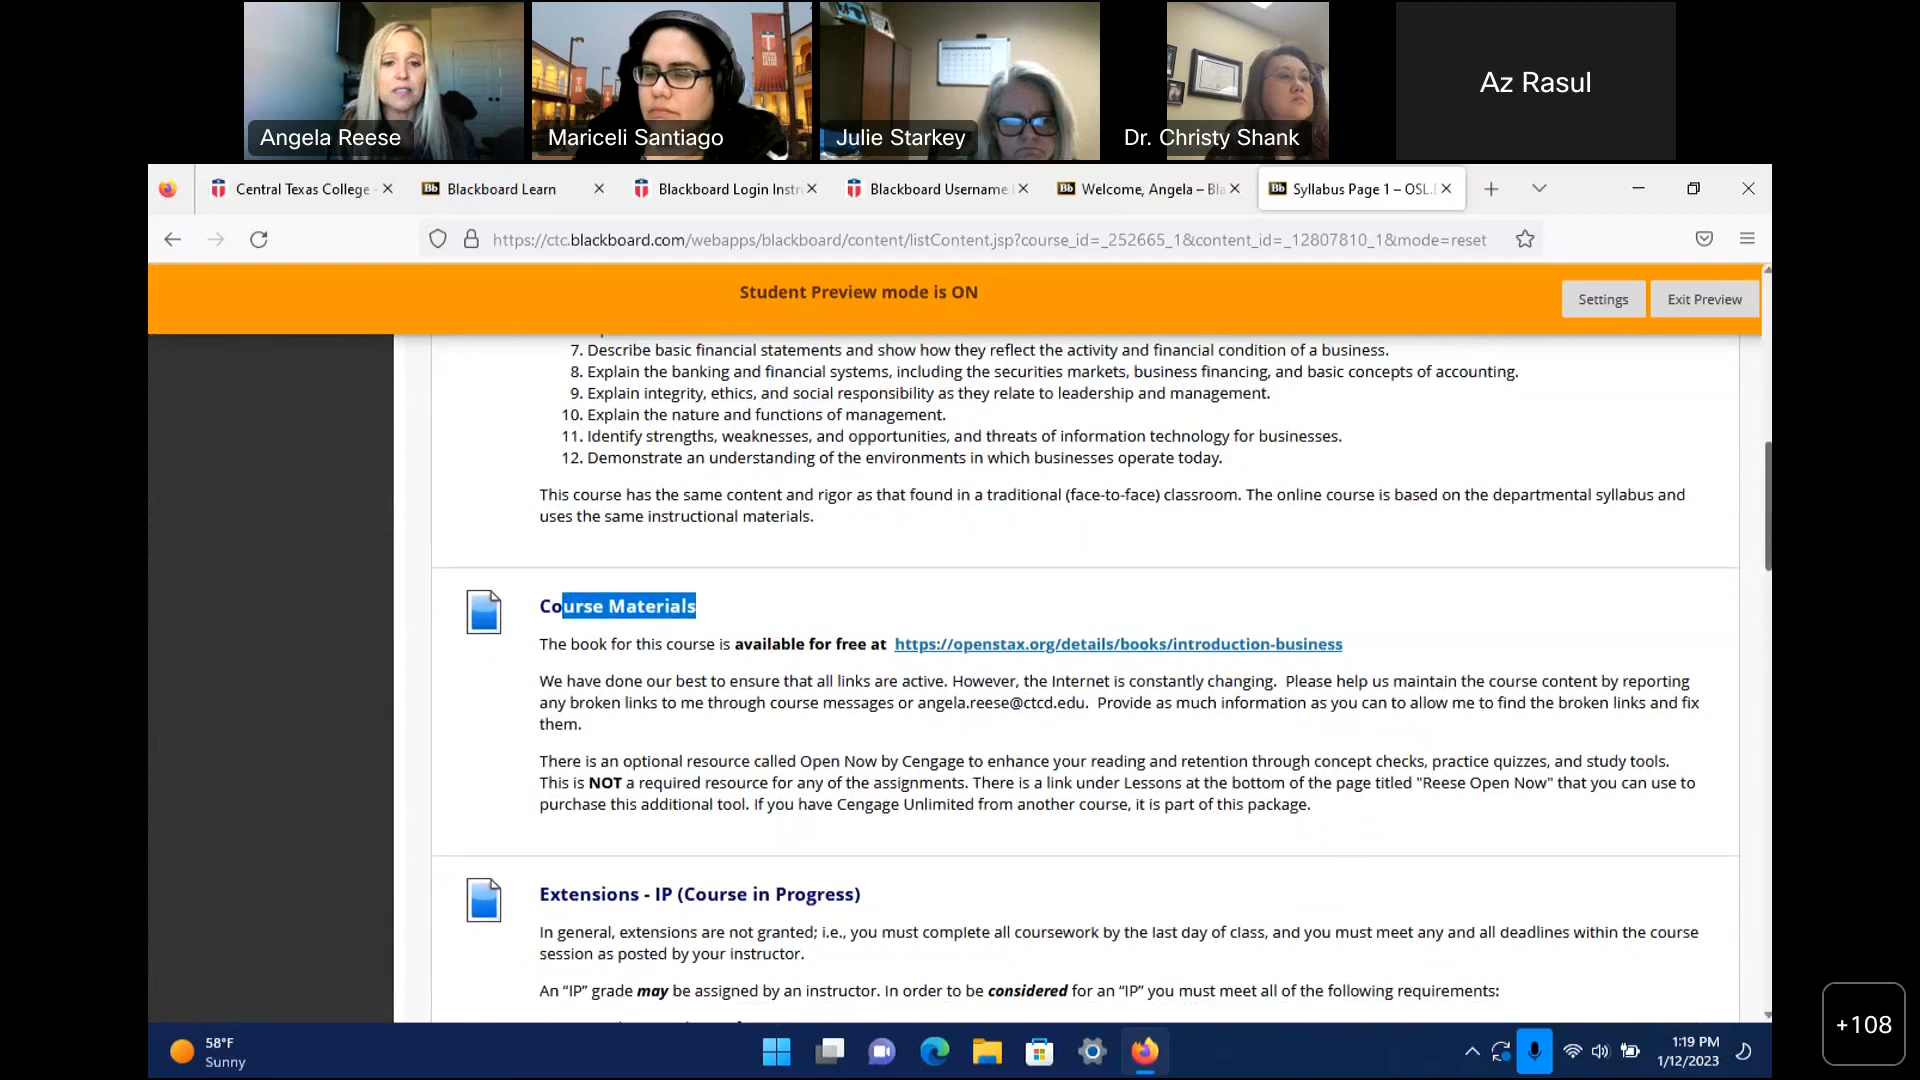 Angela Reese
Mariceli Santiago
Julie Starkey
Dr. Christy Shank
Az Rasul
Central Texas College
Blackboard Learn
Blackboard Login Instr
Blackboard Username
Welcome, Angela – Bla
Syllabus Page 1 – OSL.
https://ctc.blackboard.com/webapps/blackboard/content/listContent.jsp?course_id=_252665_1&content_id=_12807810_1&mode=reset
Student Preview mode is ON
Settings
Exit Preview
7. Describe basic financial statements and show how they reflect the activity and financial condition of a business.
8. Explain the banking and financial systems, including the securities markets, business financing, and basic concepts of accounting.
9. Explain integrity, ethics, and social responsibility as they relate to leadership and management.
10. Explain the nature and functions of management.
11. Identify strengths, weaknesses, and opportunities, and threats of information technology for businesses.
12. Demonstrate an understanding of the environments in which businesses operate today.
This course has the same content and rigor as that found in a traditional (face-to-face) classroom. The online course is based on the departmental syllabus and
uses the same instructional materials.
Course Materials
The book for this course is available for free at https://openstax.org/details/books/introduction-business
We have done our best to ensure that all links are active. However, the Internet is constantly changing. Please help us maintain the course content by reporting
any broken links to me through course messages or angela.reese@ctcd.edu. Provide as much information as you can to allow me to find the broken links and fix
them.
There is an optional resource called Open Now by Cengage to enhance your reading and retention through concept checks, practice quizzes, and study tools.
This is NOT a required resource for any of the assignments. There is a link under Lessons at the bottom of the page titled "Reese Open Now" that you can use to
purchase this additional tool. If you have Cengage Unlimited from another course, it is part of this package.
Extensions - IP (Course in Progress)
In general, extensions are not granted; i.e., you must complete all coursework by the last day of class, and you must meet any and all deadlines within the course
session as posted by your instructor.
An “IP” grade may be assigned by an instructor. In order to be considered for an “IP” you must meet all of the following requirements:
58°F
Sunny
1:19 PM
1/12/2023
+108